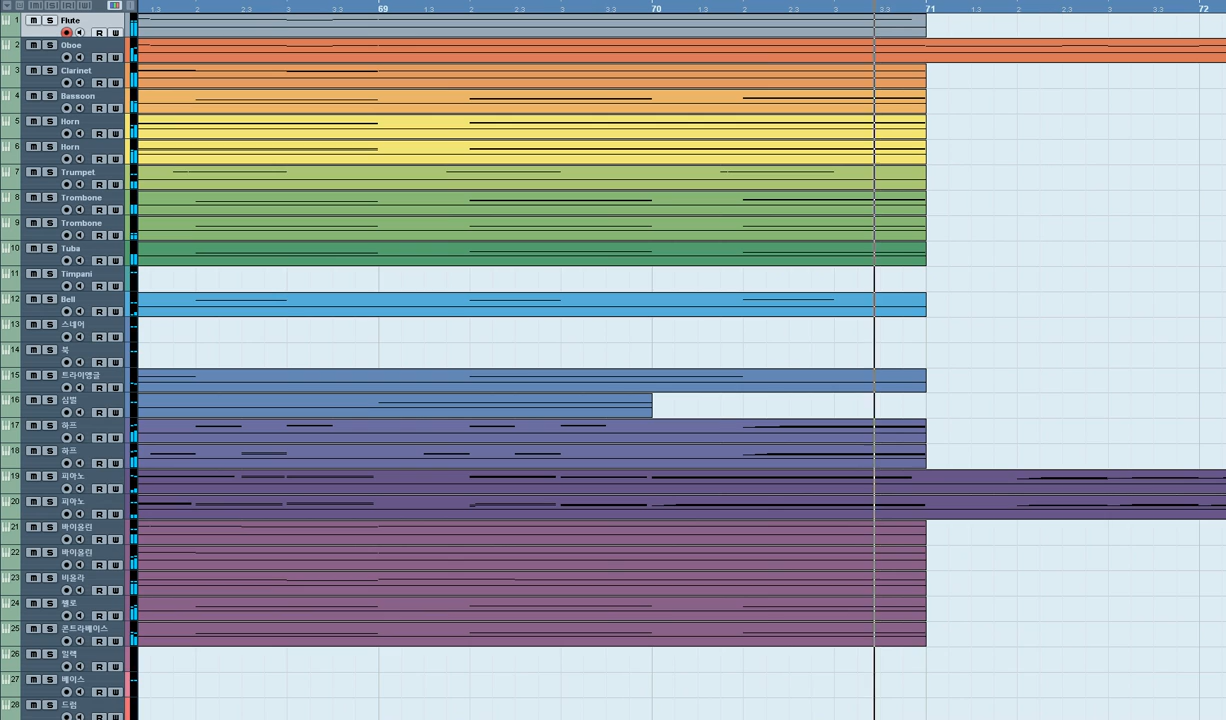 1.3 2 2.3 69 1.3 2 2.3 3 3.3 70 1.3 2 2.3 3 3.3 71 1.3 2 2.3 3 3.3 72
1 m S Flute
R W
2 m S Oboe
R W
3 m S Clarinet
R W
4 m S Bassoon
R W
5 m S Horn
R W
6 m S Horn
R W
7 m S Trumpet
R W
8 m S Trombone
R W
9 m S Trombone
R W
10 m S Tuba
R W
11 m S Timpani
R W
12 m S Bell
R W
13 m S 스네어
R W
14 m S 북
R W
15 m S 트라이앵글
R W
16 m S 심벌
R W
17 m S 하프
R W
18 m S 하프
R W
19 m S 피아노
R W
20 m S 피아노
R W
21 m S 바이올린
R W
22 m S 바이올린
R W
23 m S 비올라
R W
24 m S 첼로
R W
25 m S 콘트라베이스
R W
26 m S 일렉
R W
27 m S 베이스
R W
28 m S 드럼